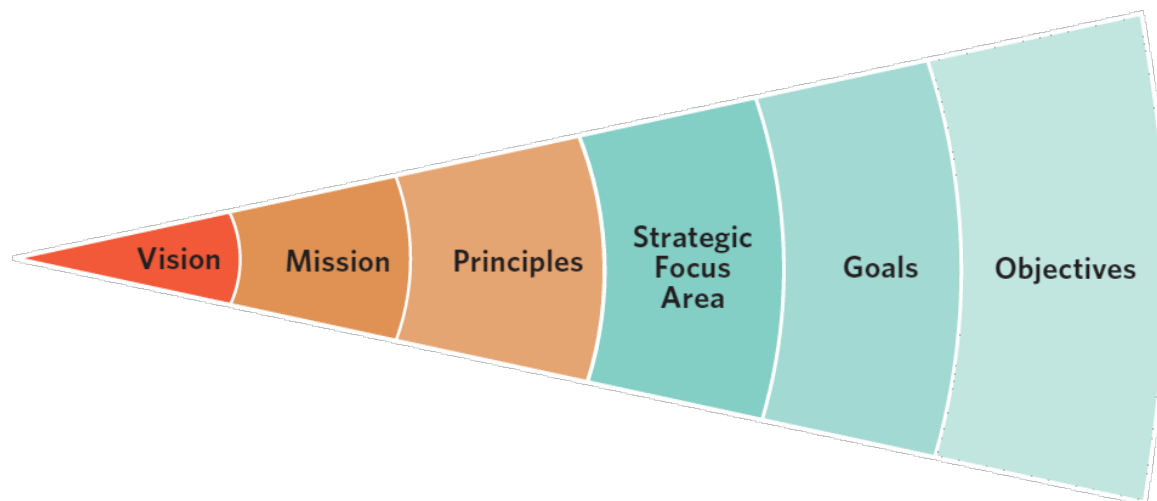 Vision
Mission
Principles
Strategic
Focus
Area
Goals
Objectives